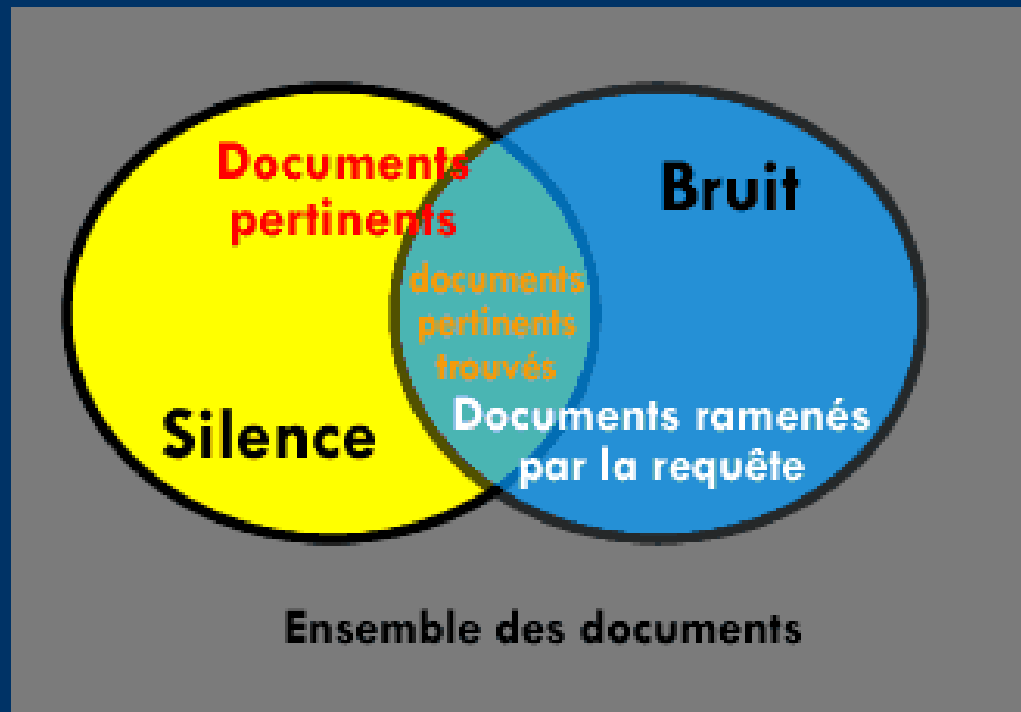 Documents
pertinents
Bruit
documents
pertinents
trouvés
Silence
Documents ramenés
par la requête
Ensemble des documents